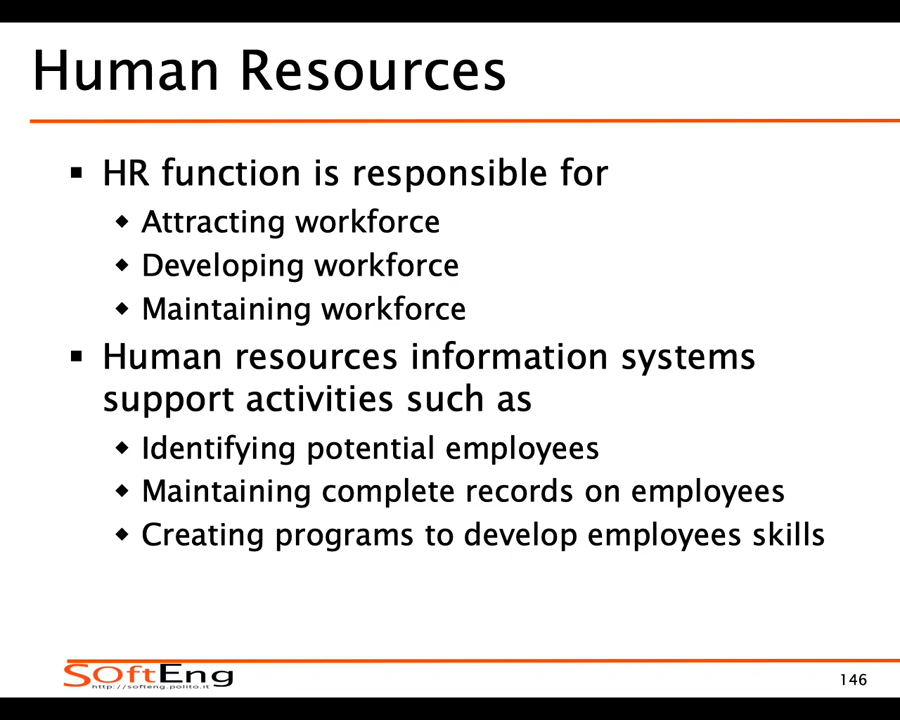 Human Resources
▪ HR function is responsible for
◆ Attracting workforce
◆ Developing workforce
◆ Maintaining workforce
▪ Human resources information systems
support activities such as
◆ Identifying potential employees
◆ Maintaining complete records on employees
◆ Creating programs to develop employees skills
SOftEng
http://softeng.polito.it
146